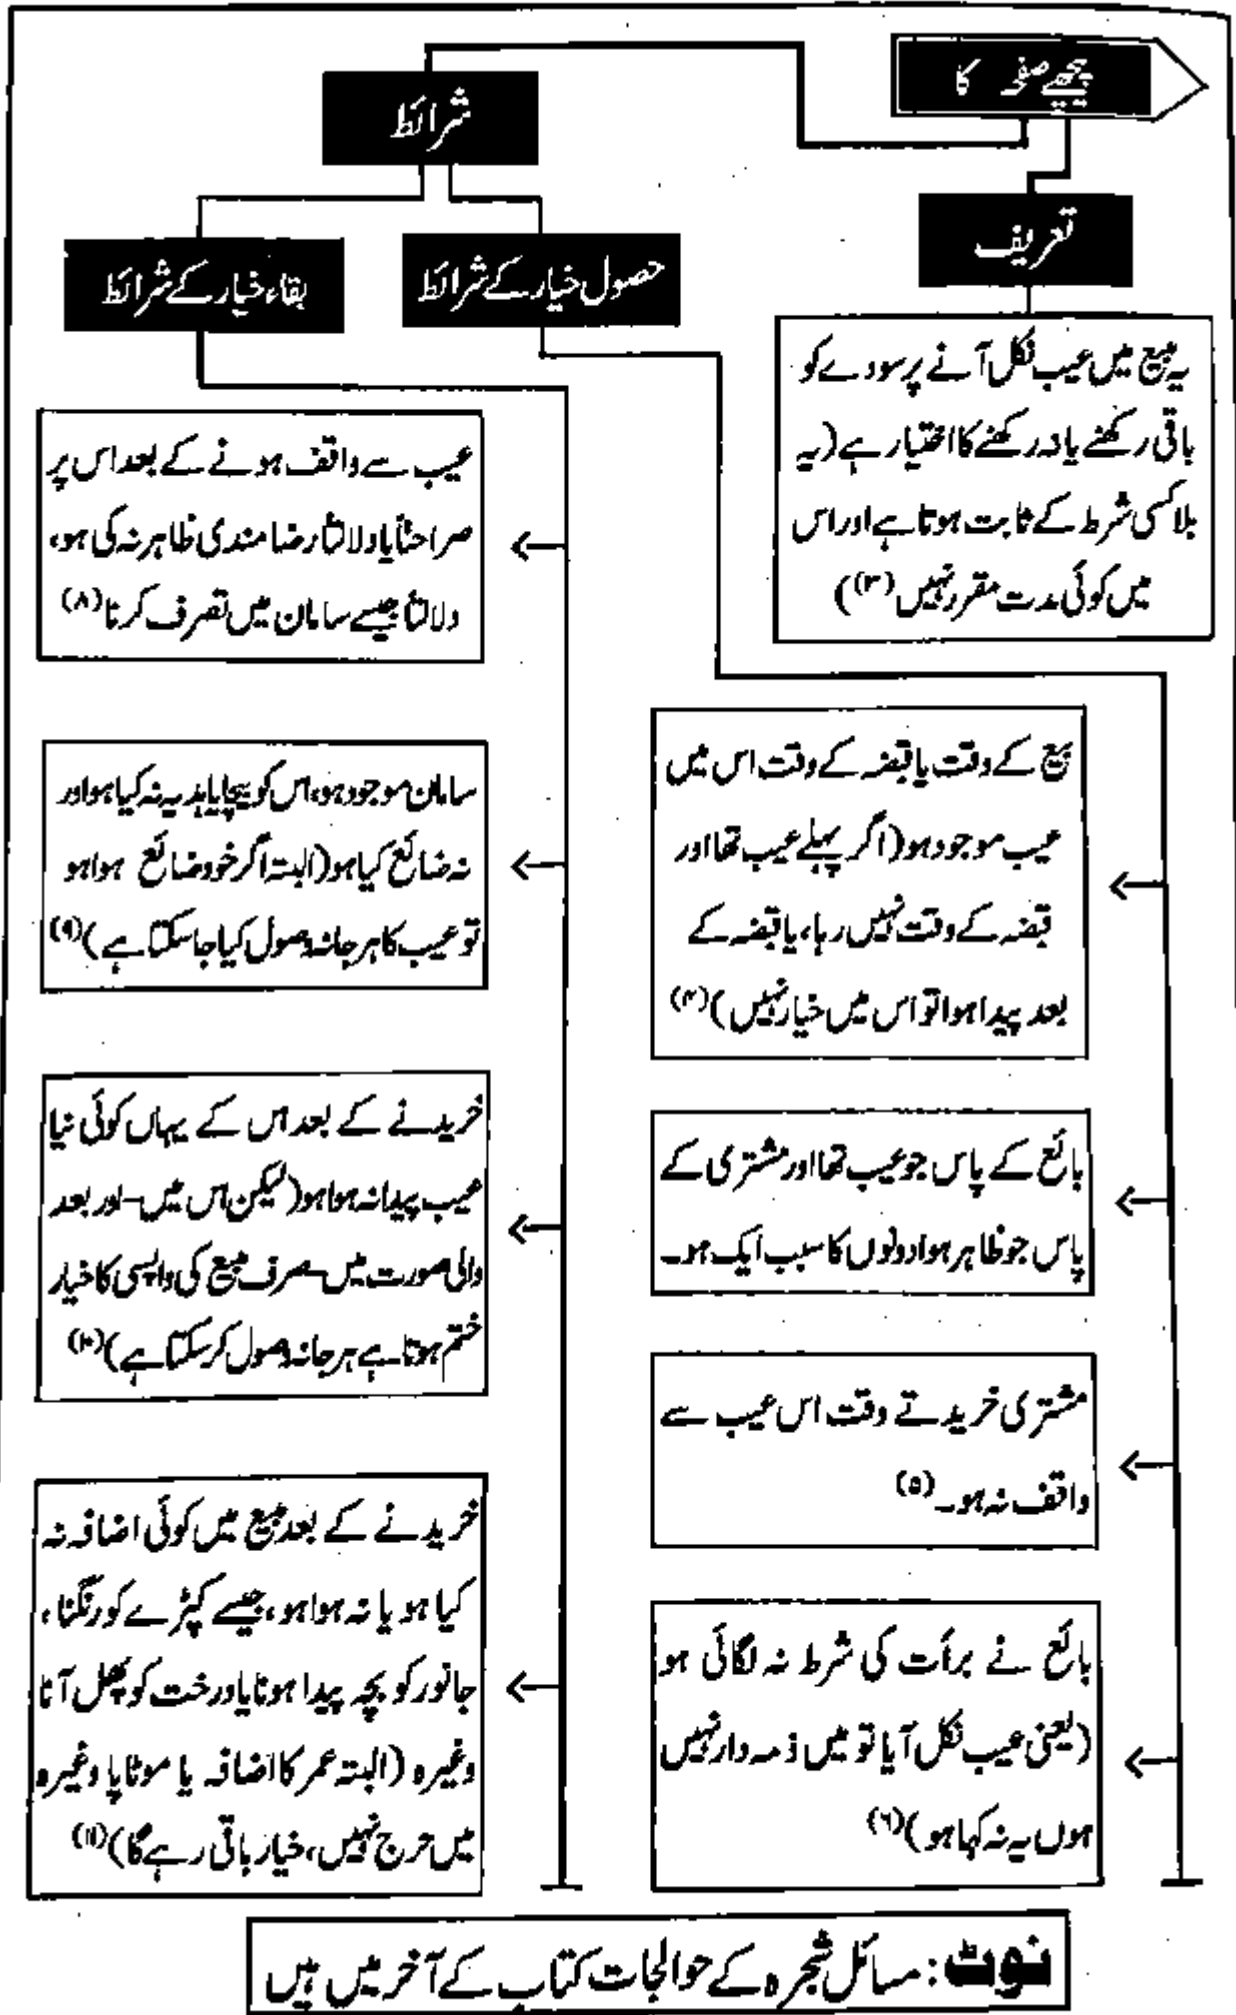 پچھلے صفحہ کا
تعریف
یہ مبیع میں عیب نکل آنے پر سودے کو
باقی رکھنے یا نہ رکھنے کا اختیار ہے (یہ
بلا کسی شرط کے ثابت ہوتا ہے اور اس
میں کوئی مدت مقرر نہیں (۳))
شرائط
حصول خیار کے شرائط
بیع کے وقت یا قبضہ کے وقت اس میں
عیب موجود ہو (اگر پہلے عیب تھا اور
قبضہ کے وقت نہیں رہا، یا قبضہ کے
بعد پیدا ہوا تو اس میں خیار نہیں) (۴)
بائع کے پاس جو عیب تھا اور مشتری کے
پاس جو ظاہر ہوا دونوں کا سبب ایک ہو۔
مشتری خریدتے وقت اس عیب سے
واقف نہ ہو۔ (۵)
بائع نے برأت کی شرط نہ لگائی ہو
(یعنی عیب نکل آیا تو میں ذمہ دار نہیں
ہوں یہ نہ کہا ہو) (۶)
بقاء خیار کے شرائط
عیب سے واقف ہونے کے بعد اس پر
صراحتاً یا دلالتاً رضامندی ظاہر نہ کی ہو،
دلالتاً جیسے سامان میں تصرف کرنا (۸)
سامان موجود ہو، اس کو بیچا یا ہدیہ نہ کیا ہو اور
نہ ضائع کیا ہو (البتہ اگر خود ضائع ہوا ہو
تو عیب کا ہرجانہ وصول کیا جا سکتا ہے) (۹)
خریدنے کے بعد اس کے یہاں کوئی نیا
عیب پیدا نہ ہوا ہو (لیکن اس میں - اور بعد
والی صورت میں - صرف مبیع کی واپسی کا خیار
ختم ہوتا ہے ہرجانہ وصول کر سکتا ہے) (۱۰)
خریدنے کے بعد مبیع میں کوئی اضافہ نہ
کیا ہو یا نہ ہوا ہو، جیسے کپڑے کو رنگنا،
جانور کو بچہ پیدا ہونا یا درخت کو پھل آنا
وغیرہ (البتہ عمر کا اضافہ یا موٹاپا وغیرہ
میں حرج نہیں، خیار باقی رہے گا) (۱۱)
نوٹ: مسائل شجرہ کے حوالجات کتاب کے آخر میں ہیں